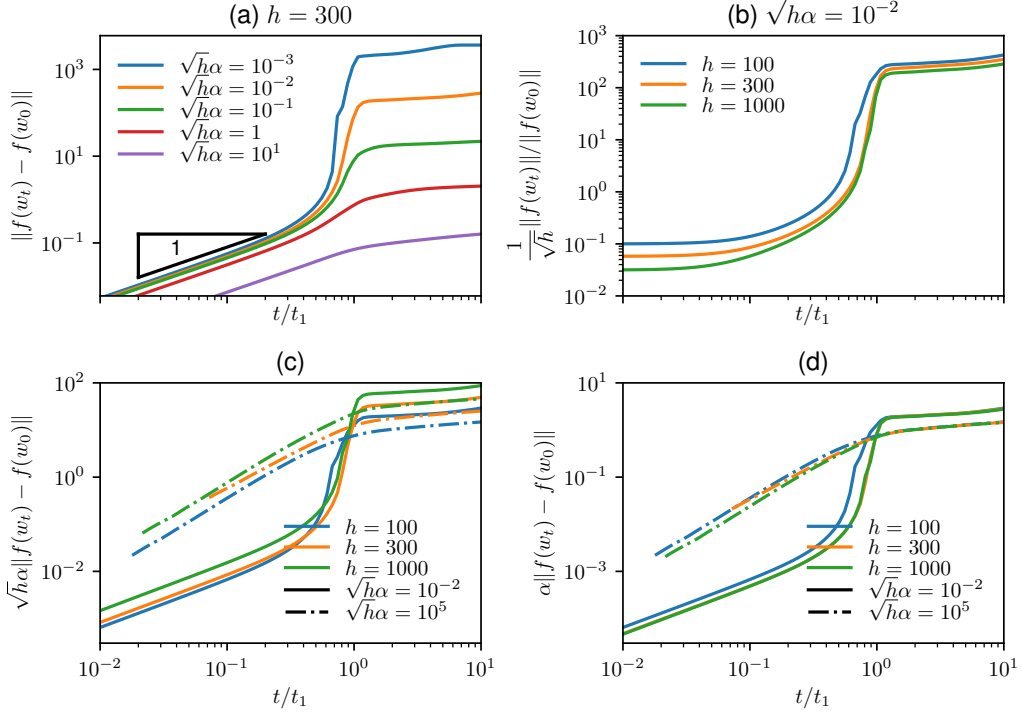 (a) h = 300
‖f(w_t) − f(w_0)‖
10^3
10^1
10^{-1}
√hα = 10^{-3}
√hα = 10^{-2}
√hα = 10^{-1}
√hα = 1
√hα = 10^1
1
t/t_1
(b) √hα = 10^{-2}
1/√h ‖f(w_t)‖/‖f(w_0)‖
10^3
10^2
10^1
10^0
10^{-1}
10^{-2}
h = 100
h = 300
h = 1000
t/t_1
(c)
√hα‖f(w_t) − f(w_0)‖
10^2
10^0
10^{-2}
h = 100
h = 300
h = 1000
√hα = 10^{-2}
√hα = 10^5
10^{-2} 10^{-1} 10^0 10^1
t/t_1
(d)
α‖f(w_t) − f(w_0)‖
10^1
10^{-1}
10^{-3}
h = 100
h = 300
h = 1000
√hα = 10^{-2}
√hα = 10^5
10^{-2} 10^{-1} 10^0 10^1
t/t_1